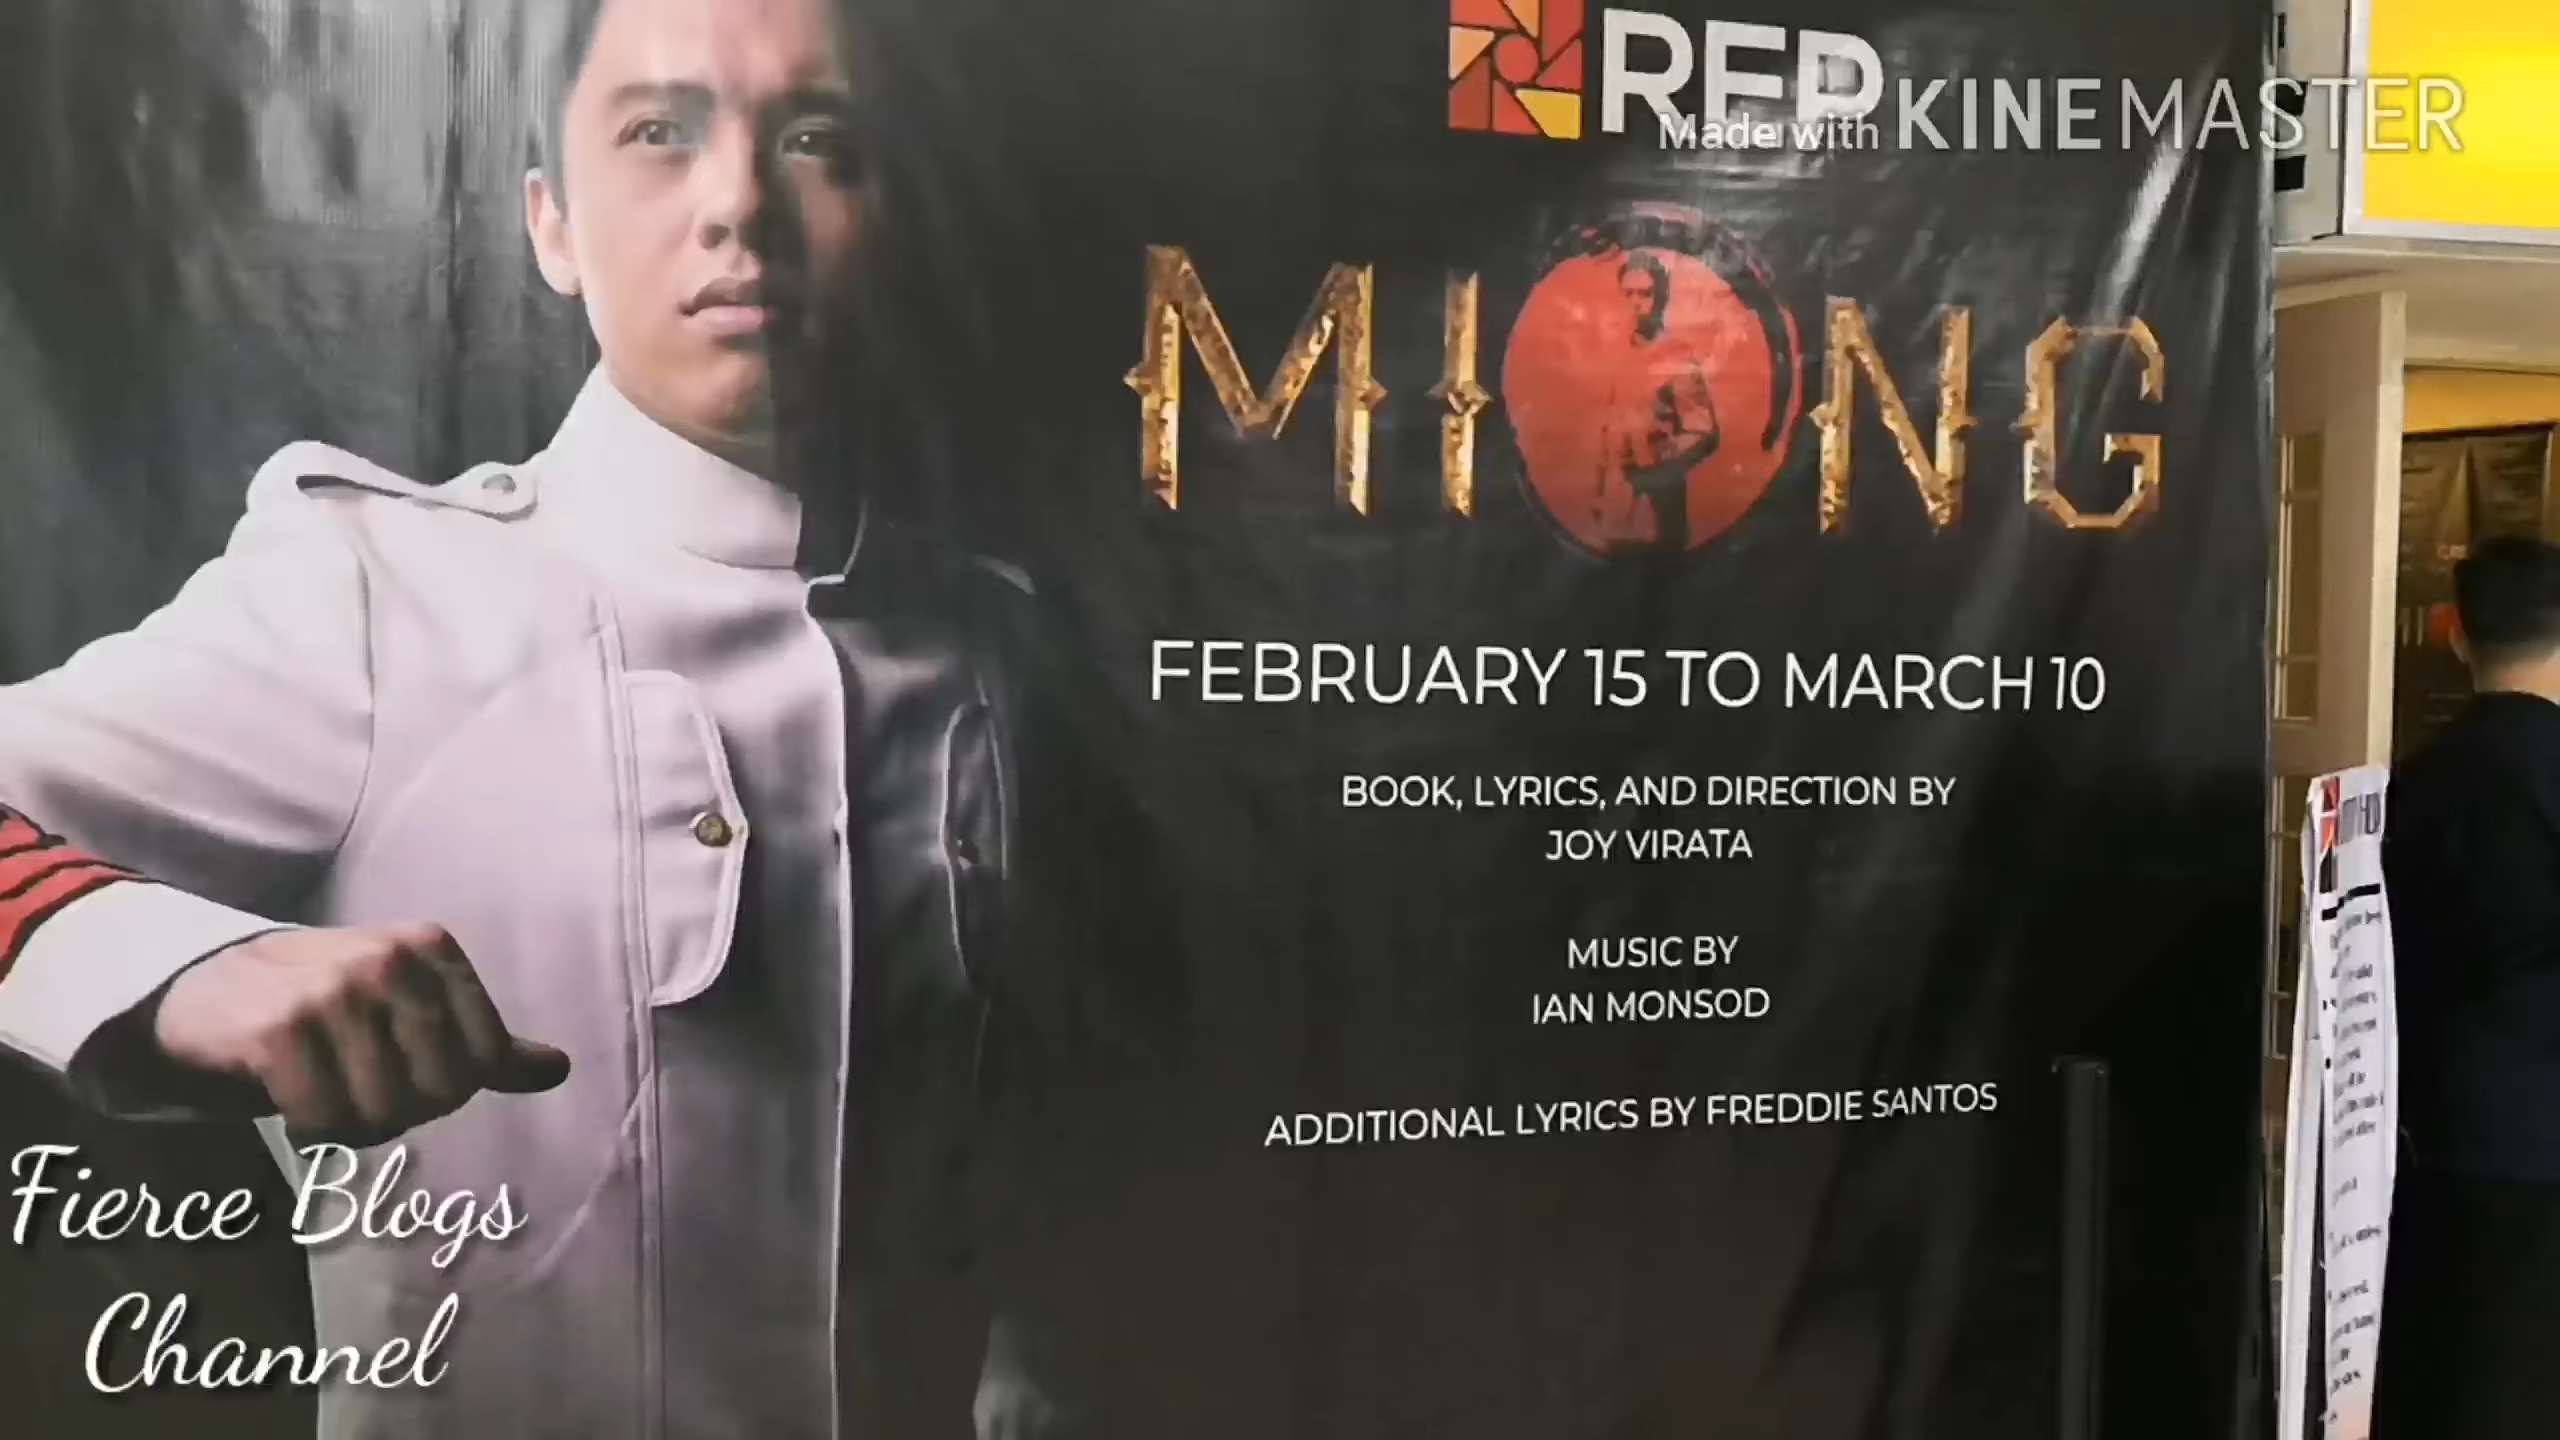 REP
Made with KINEMASTER
MIONG
FEBRUARY 15 TO MARCH 10
BOOK, LYRICS, AND DIRECTION BY
JOY VIRATA
MUSIC BY
IAN MONSOD
ADDITIONAL LYRICS BY FREDDIE SANTOS
Fierce Blogs
Channel